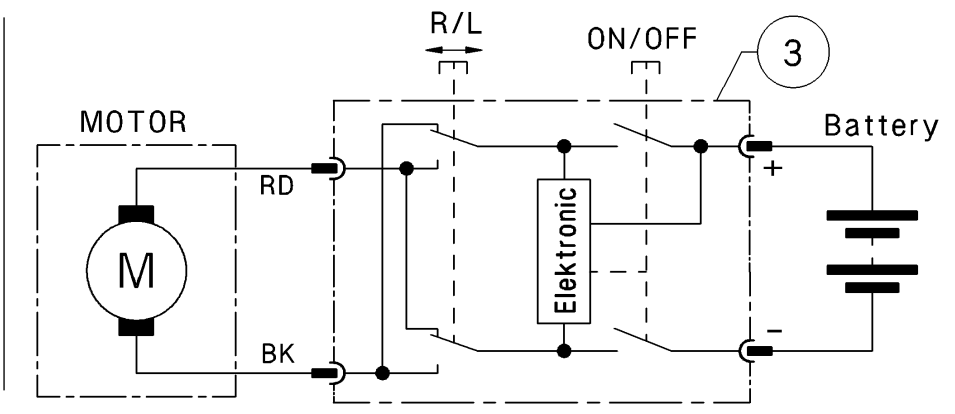 R/L
ON/OFF
3
MOTOR
Battery
RD
+
Elektronic
M
BK
-